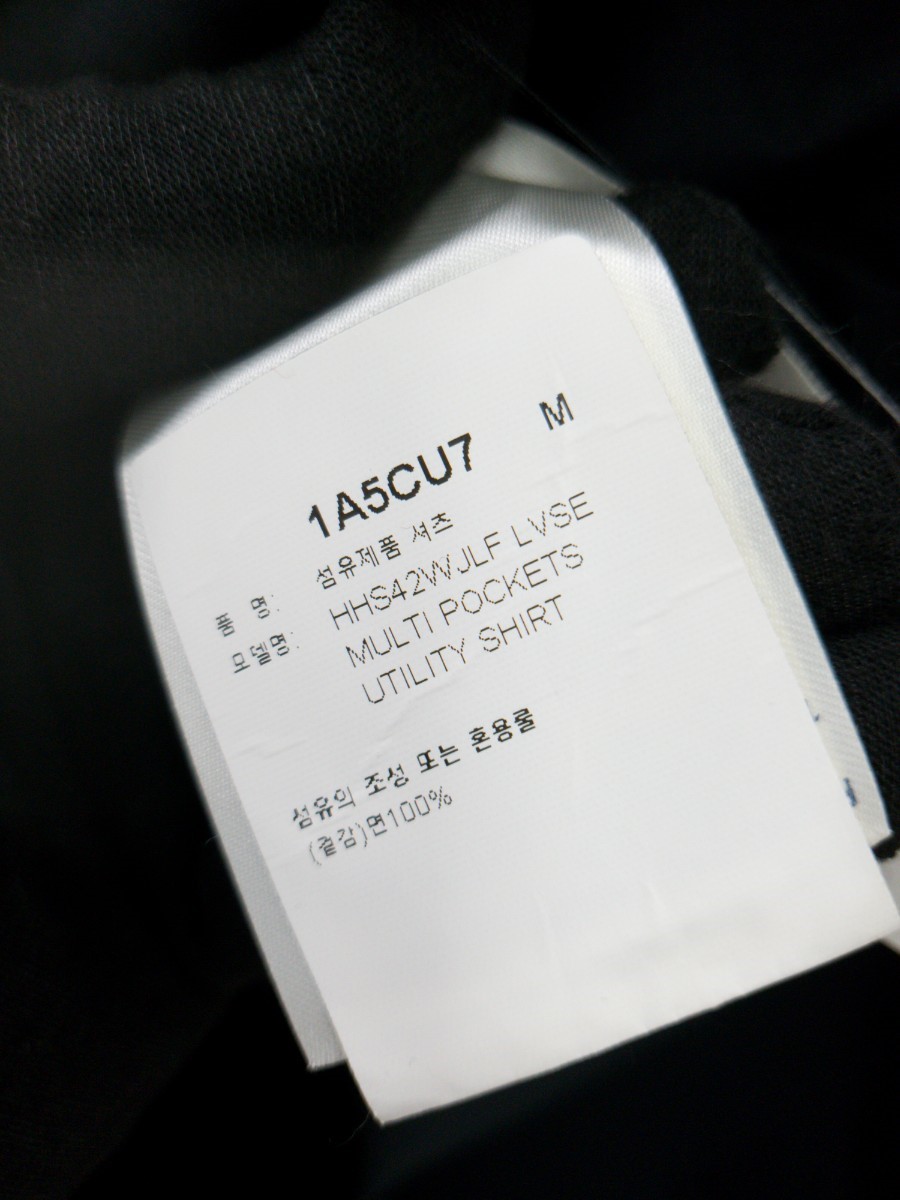 1A5CU7 M
품 명: 섬유제품 셔츠
모델명: HHS42WJLF LVSE
MULTI POCKETS
UTILITY SHIRT
섬유의 조성 또는 혼용률
(겉감)면100%